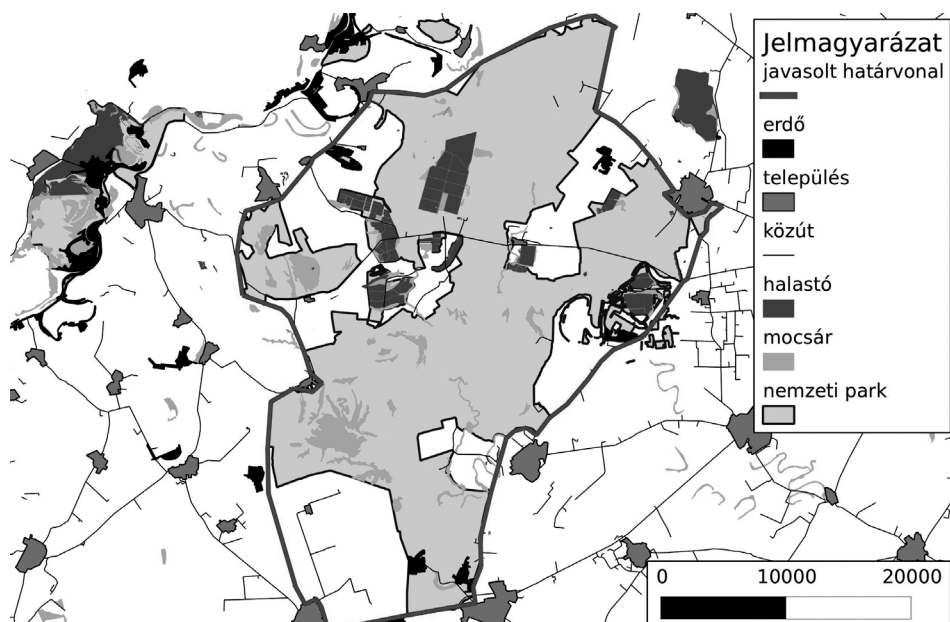 Jelmagyarázat
javasolt határvonal
erdő
település
közút
halastó
mocsár
nemzeti park
0 10000 20000